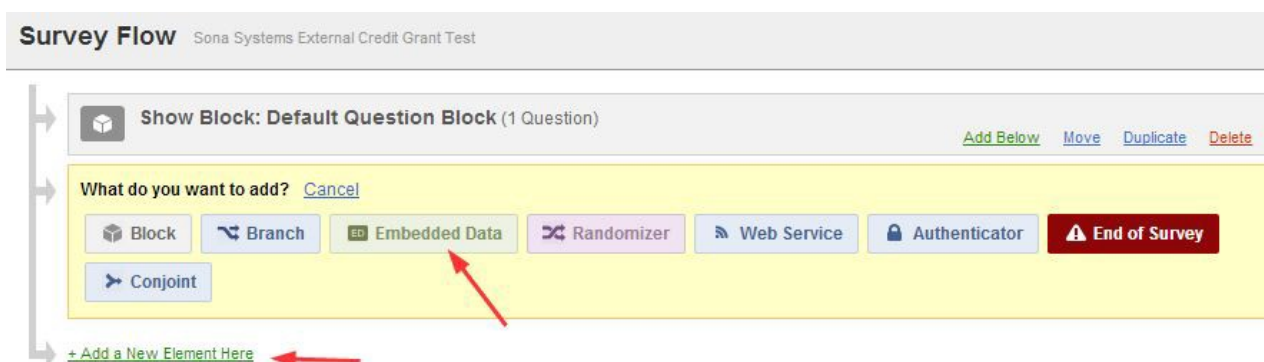 Survey Flow Sona Systems External Credit Grant Test
Show Block: Default Question Block (1 Question)
Add Below Move Duplicate Delete
What do you want to add? Cancel
Block Branch ED Embedded Data Randomizer Web Service Authenticator End of Survey
Conjoint
+ Add a New Element Here